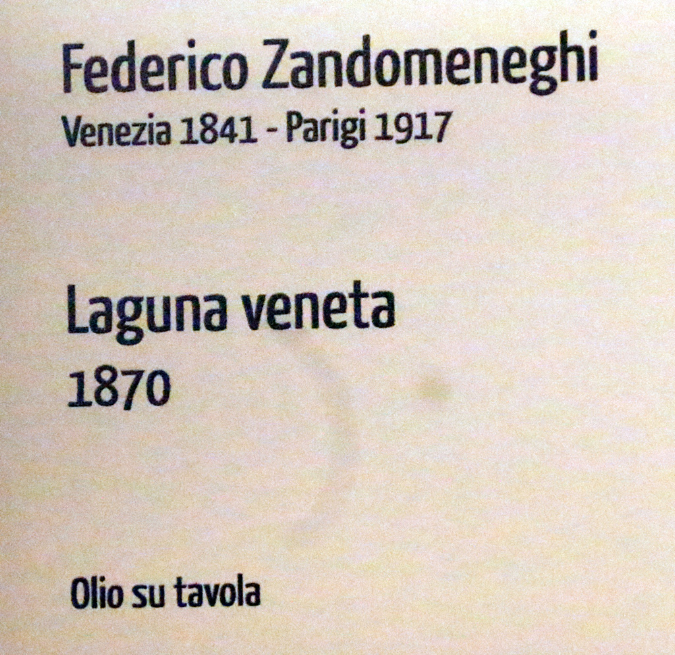 Federico Zandomeneghi
Venezia 1841 - Parigi 1917
Laguna veneta
1870
Olio su tavola